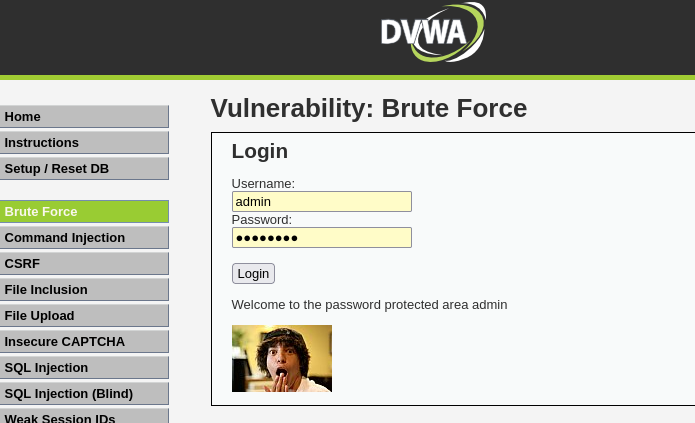 DVWA
Vulnerability: Brute Force
Home
Instructions
Setup / Reset DB
Brute Force
Command Injection
CSRF
File Inclusion
File Upload
Insecure CAPTCHA
SQL Injection
SQL Injection (Blind)
Weak Session IDs
Login
Username:
admin
Password:
●●●●●●●●
Login
Welcome to the password protected area admin